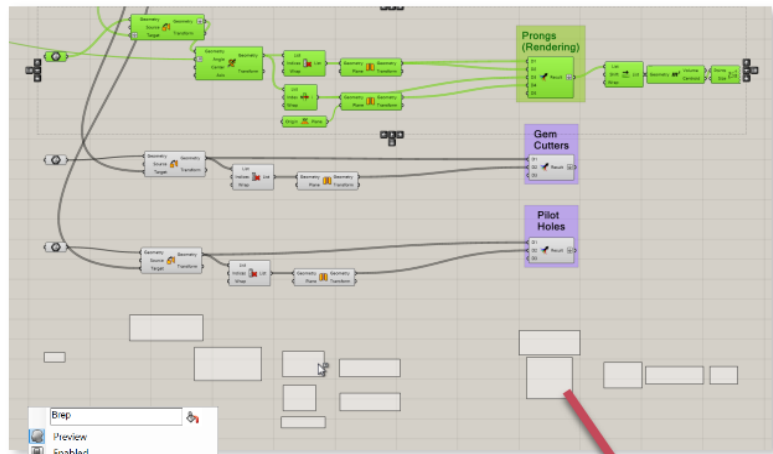 Geometry Geometry
Source
Target Transform
Geometry Geometry
Angle
Center Transform
Axis
List
Indices List
Wrap
Geometry Geometry
Plane Transform
List
Index
Wrap
Geometry Geometry
Plane Transform
Origin Plane
Prongs
(Rendering)
D1
D2
D3 Result
D4
D5
List
Shift List
Wrap
Geometry Volume
Centroid
Gem
Cutters
D1
D2 Result
D3
Geometry Geometry
Source
Target Transform
List
Indices List
Wrap
Geometry Geometry
Plane Transform
Pilot
Holes
D1
D2 Result
D3
Geometry Geometry
Source
Target Transform
List
Indices List
Wrap
Geometry Geometry
Plane Transform
Brep
Preview
Enabled